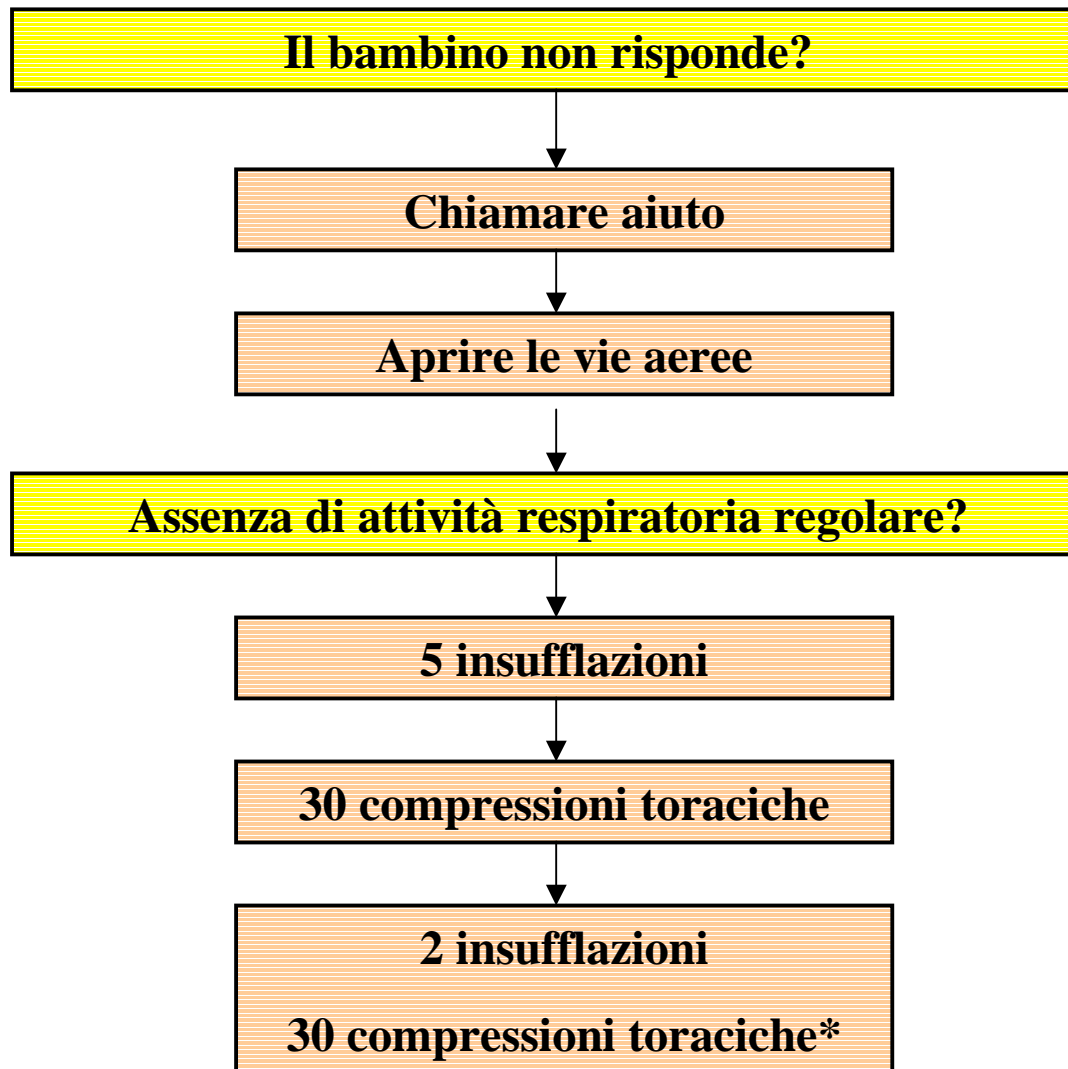 Il bambino non risponde?
Chiamare aiuto
Aprire le vie aeree
Assenza di attività respiratoria regolare?
5 insufflazioni
30 compressioni toraciche
2 insufflazioni
30 compressioni toraciche*